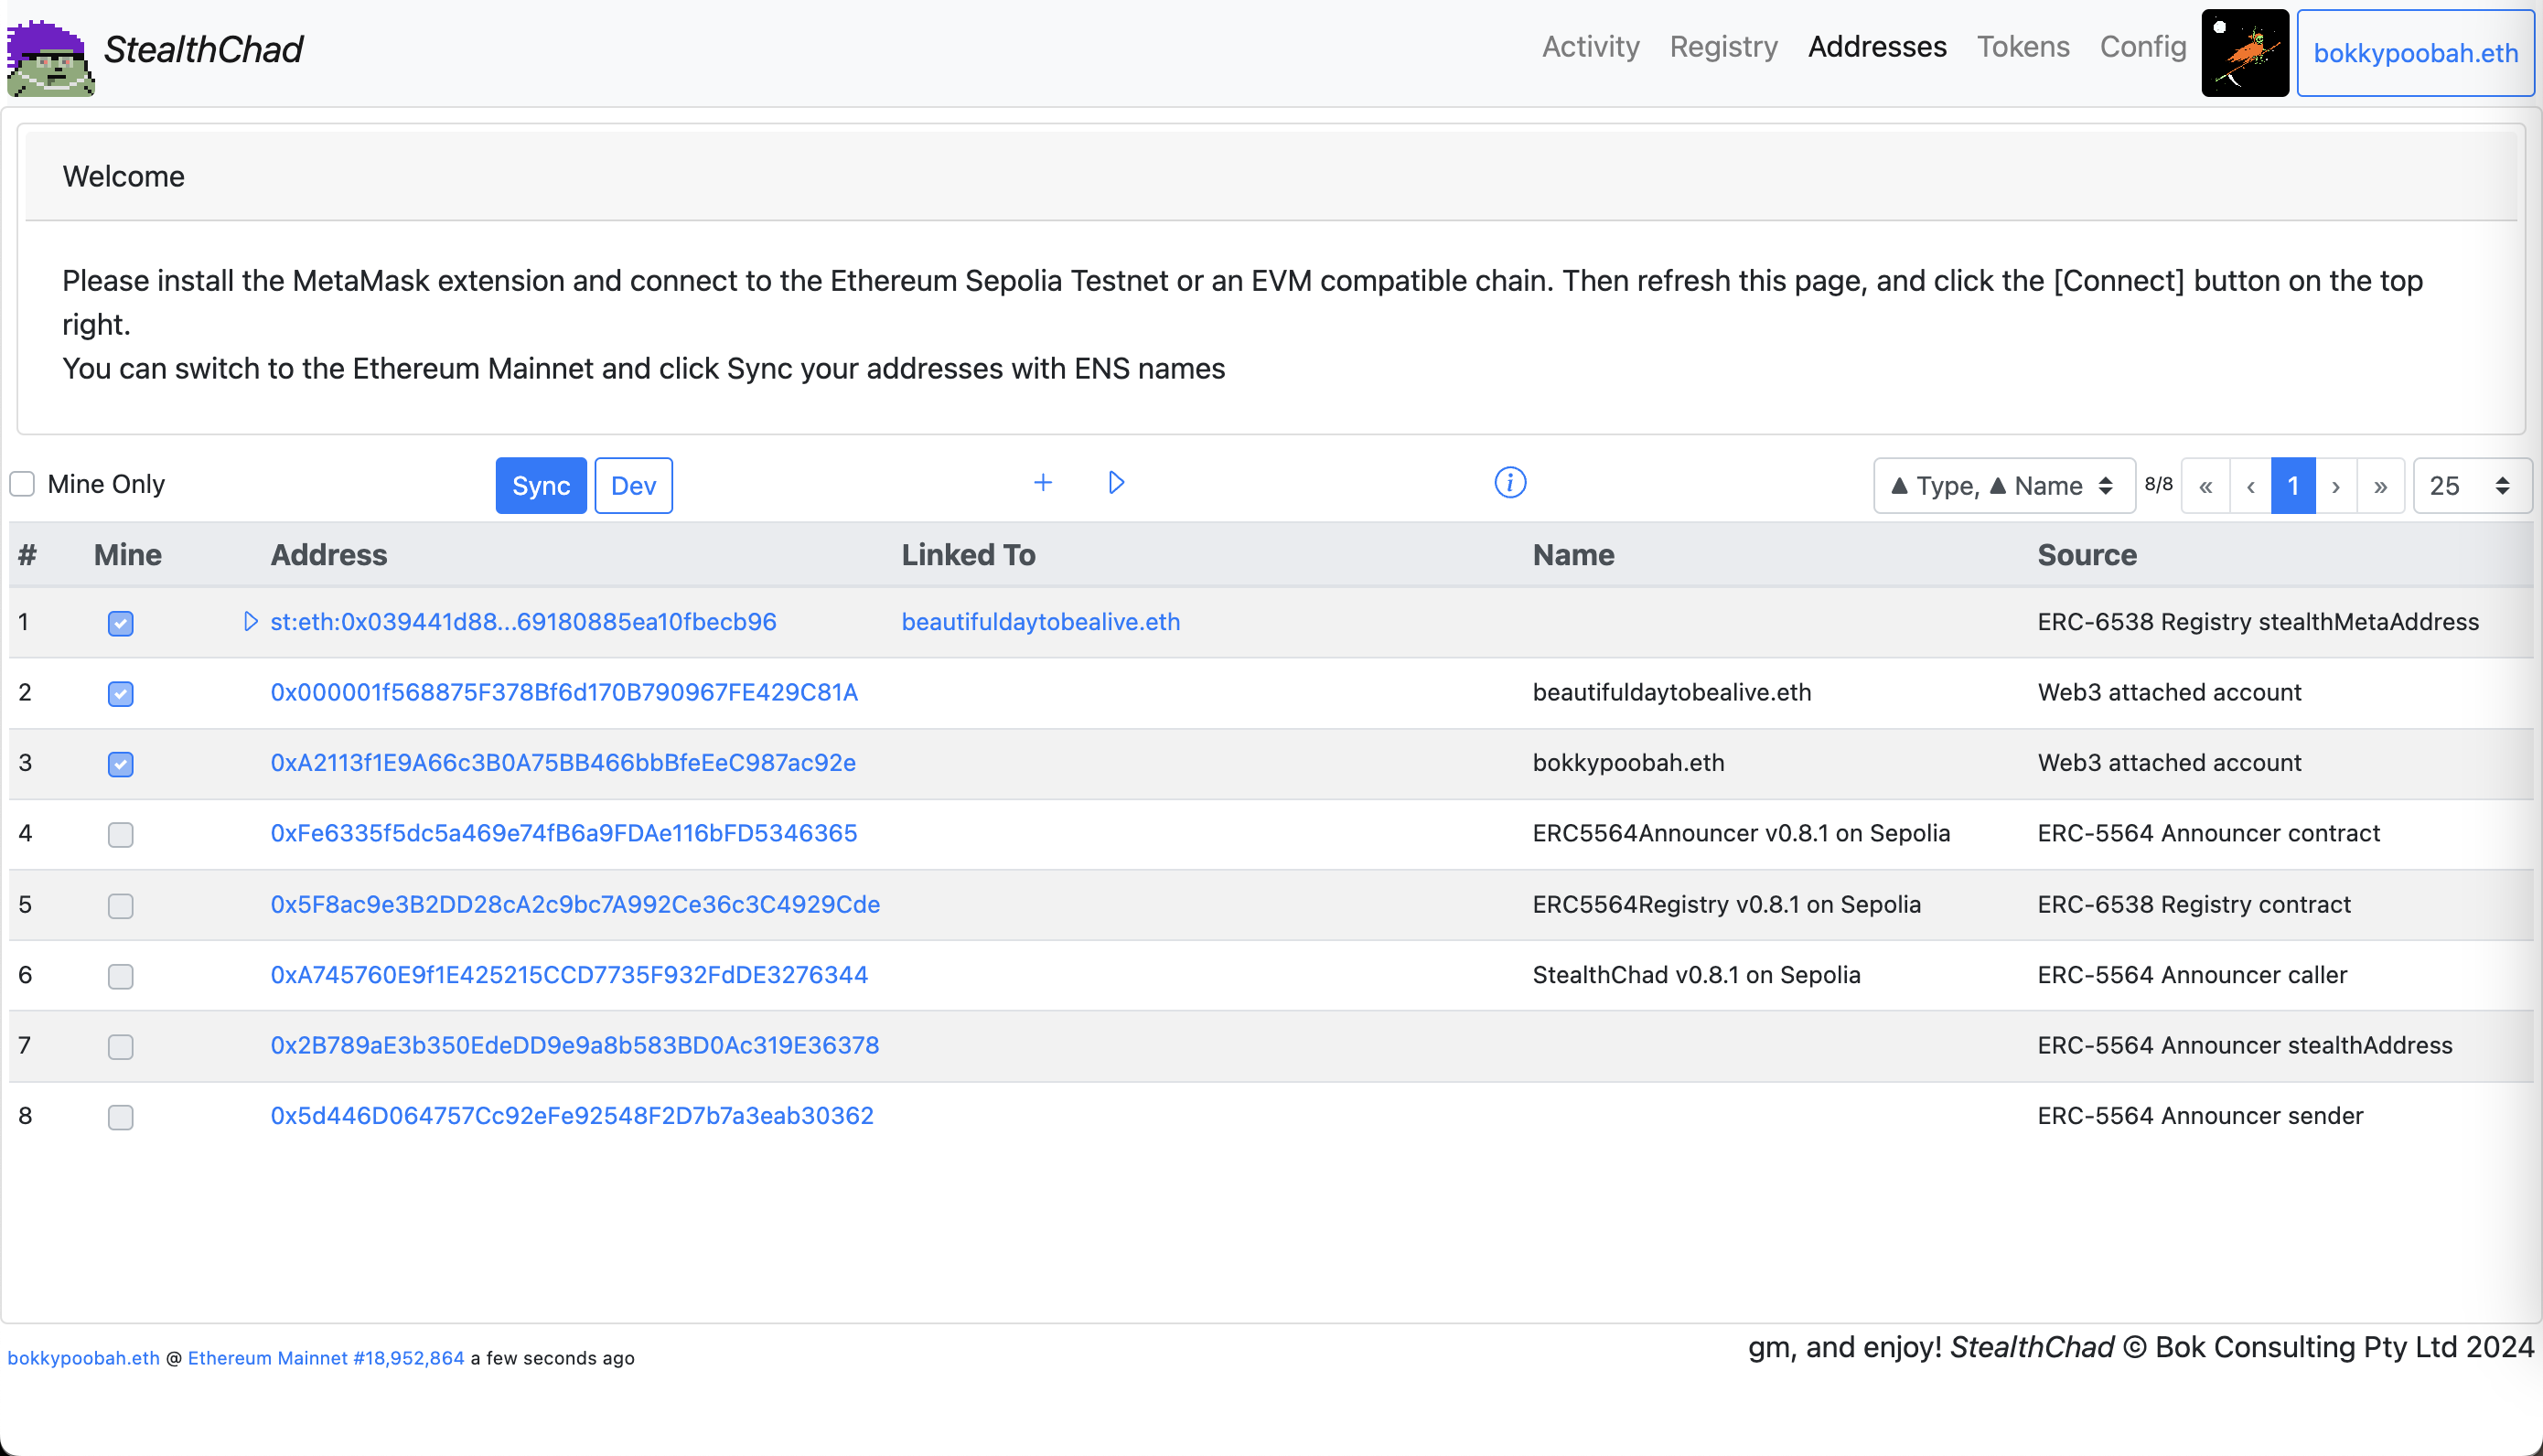 StealthChad
Activity Registry Addresses Tokens Config bokkypoobah.eth
Welcome
Please install the MetaMask extension and connect to the Ethereum Sepolia Testnet or an EVM compatible chain. Then refresh this page, and click the [Connect] button on the top
right.
You can switch to the Ethereum Mainnet and click Sync your addresses with ENS names
Mine Only Sync Dev + i ▲ Type, ▲ Name 8/8 « ‹ 1 › » 25
# Mine Address Linked To Name Source
1 st:eth:0x039441d88...69180885ea10fbecb96 beautifuldaytobealive.eth ERC-6538 Registry stealthMetaAddress
2 0x000001f568875F378Bf6d170B790967FE429C81A beautifuldaytobealive.eth Web3 attached account
3 0xA2113f1E9A66c3B0A75BB466bbBfeEeC987ac92e bokkypoobah.eth Web3 attached account
4 0xFe6335f5dc5a469e74fB6a9FDAe116bFD5346365 ERC5564Announcer v0.8.1 on Sepolia ERC-5564 Announcer contract
5 0x5F8ac9e3B2DD28cA2c9bc7A992Ce36c3C4929Cde ERC5564Registry v0.8.1 on Sepolia ERC-6538 Registry contract
6 0xA745760E9f1E425215CCD7735F932FdDE3276344 StealthChad v0.8.1 on Sepolia ERC-5564 Announcer caller
7 0x2B789aE3b350EdeDD9e9a8b583BD0Ac319E36378 ERC-5564 Announcer stealthAddress
8 0x5d446D064757Cc92eFe92548F2D7b7a3eab30362 ERC-5564 Announcer sender
bokkypoobah.eth @ Ethereum Mainnet #18,952,864 a few seconds ago
gm, and enjoy! StealthChad © Bok Consulting Pty Ltd 2024